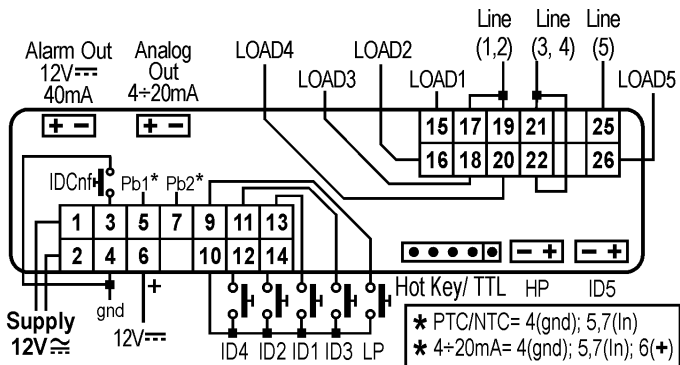 Alarm Out
12V⎓
40mA
Analog
Out
4÷20mA
LOAD4
LOAD3
LOAD2
LOAD1
Line
(1,2)
Line
(3, 4)
Line
(5)
LOAD5
+ −
+ −
15 17 19 21 25
16 18 20 22 26
IDCnf
Pb1*
Pb2*
1 3 5 7 9 11 13
2 4 6 10 12 14
gnd
+
12V⎓
Supply
12V≂
ID4 ID2 ID1 ID3 LP
Hot Key/ TTL
− +
HP
− +
ID5
* PTC/NTC= 4(gnd); 5,7(In)
* 4÷20mA= 4(gnd); 5,7(In); 6(+)